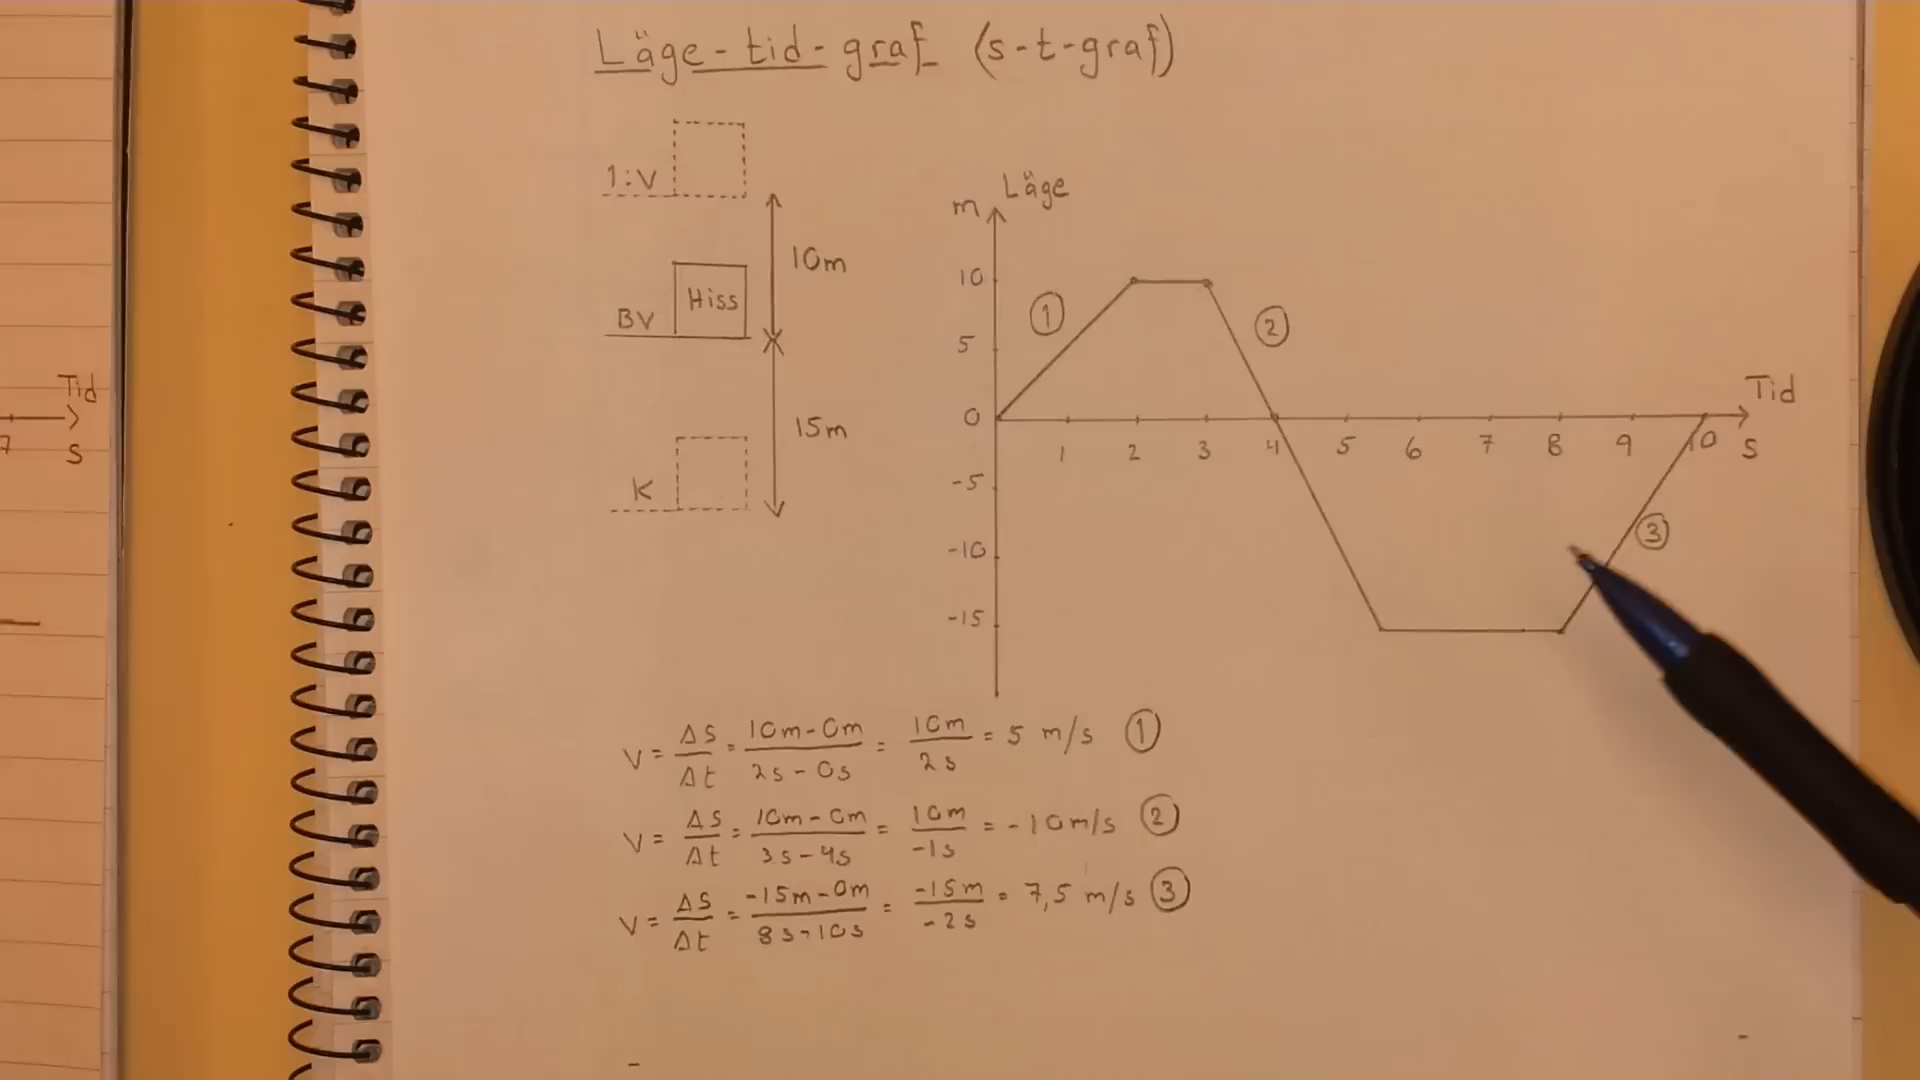 Läge-tid-graf (s-t-graf)
1:V
10m
BV
Hiss
15m
K
m
Läge
10
5
0
-5
-10
-15
1 2 3 4 5 6 7 8 9 10
Tid
s
1
2
3
V = Δs/Δt = 10m-0m/2s-0s = 10m/2s = 5 m/s 1
V = Δs/Δt = 10m-0m/3s-4s = 10m/-1s = -10m/s 2
V = Δs/Δt = -15m-0m/8s-10s = -15m/-2s = 7,5 m/s 3
Tid
7
s